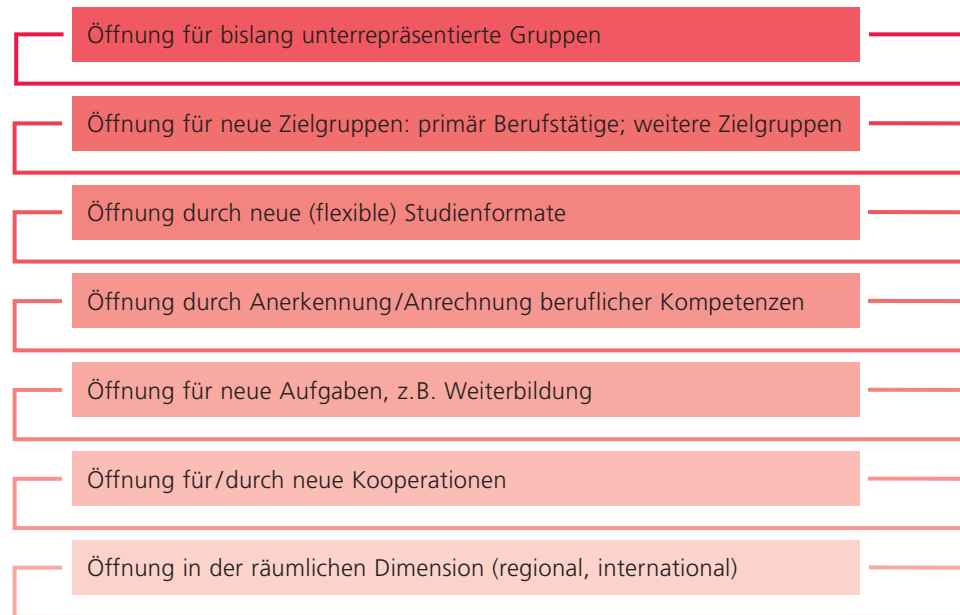 Öffnung für bislang unterrepräsentierte Gruppen
Öffnung für neue Zielgruppen: primär Berufstätige; weitere Zielgruppen
Öffnung durch neue (flexible) Studienformate
Öffnung durch Anerkennung/Anrechnung beruflicher Kompetenzen
Öffnung für neue Aufgaben, z.B. Weiterbildung
Öffnung für/durch neue Kooperationen
Öffnung in der räumlichen Dimension (regional, international)